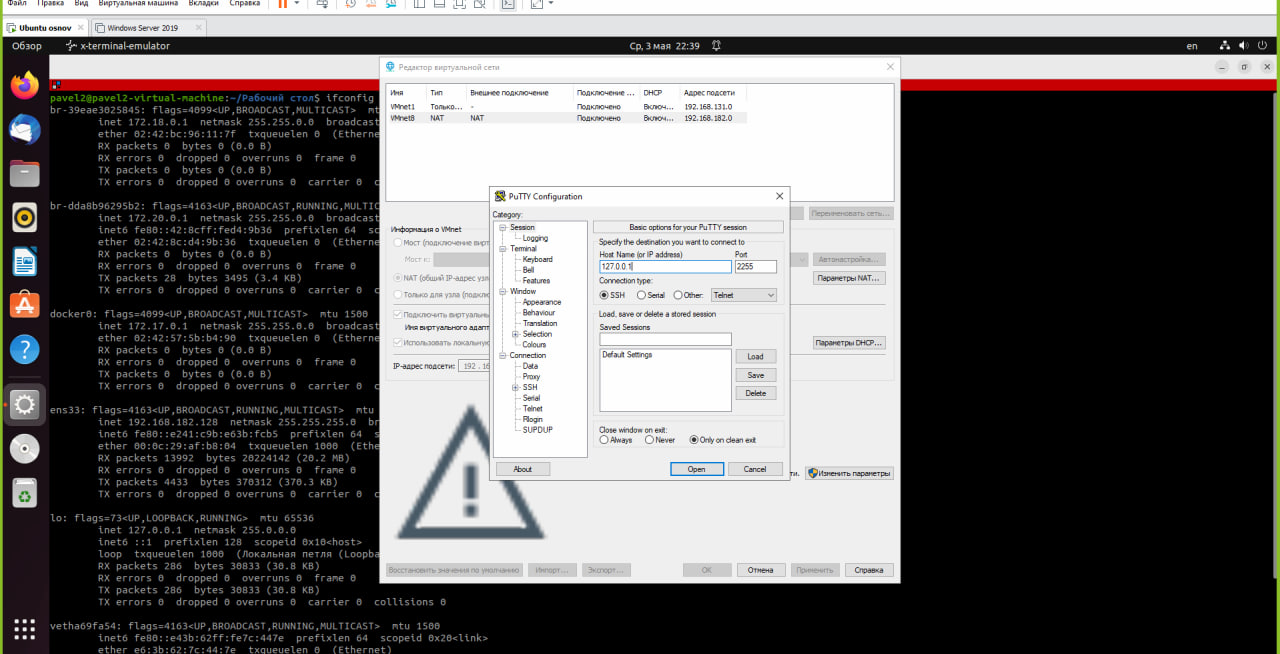 Файл Правка Вид Виртуальная машина Вкладки Справка
Ubuntu osnov
Windows Server 2019
Обзор
x-terminal-emulator
Ср, 3 мая 22:39
en
pavel2@pavel2-virtual-machine:~/Рабочий стол$ ifconfig
br-39eae3025845: flags=4099<UP,BROADCAST,MULTICAST> mt
inet 172.18.0.1 netmask 255.255.0.0 broadcast
ether 02:42:bc:96:11:7f txqueuelen 0 (Etherne
RX packets 0 bytes 0 (0.0 B)
RX errors 0 dropped 0 overruns 0 frame 0
TX packets 0 bytes 0 (0.0 B)
TX errors 0 dropped 0 overruns 0 carrier 0 c
br-dda8b96295b2: flags=4163<UP,BROADCAST,RUNNING,MULTIC
inet 172.20.0.1 netmask 255.255.0.0 broadcast
inet6 fe80::42:8cff:fed4:9b36 prefixlen 64 s
ether 02:42:8c:d4:9b:36 txqueuelen 0 (Etherne
RX packets 0 bytes 0 (0.0 B)
RX errors 0 dropped 0 overruns 0 frame 0
TX packets 28 bytes 3495 (3.4 KB)
TX errors 0 dropped 0 overruns 0 carrier 0 c
docker0: flags=4099<UP,BROADCAST,MULTICAST> mtu 1500
inet 172.17.0.1 netmask 255.255.0.0 broadcast
ether 02:42:57:5b:b4:90 txqueuelen 0 (Etherne
RX packets 0 bytes 0 (0.0 B)
RX errors 0 dropped 0 overruns 0 frame 0
TX packets 0 bytes 0 (0.0 B)
TX errors 0 dropped 0 overruns 0 carrier 0 c
ens33: flags=4163<UP,BROADCAST,RUNNING,MULTICAST> mtu
inet 192.168.182.128 netmask 255.255.255.0 br
inet6 fe80::e241:c9b:e63b:fcb5 prefixlen 64 s
ether 00:0c:29:af:b8:04 txqueuelen 1000 (Ethe
RX packets 13992 bytes 20224142 (20.2 MB)
RX errors 0 dropped 0 overruns 0 frame 0
TX packets 4433 bytes 370312 (370.3 KB)
TX errors 0 dropped 0 overruns 0 carrier 0 c
lo: flags=73<UP,LOOPBACK,RUNNING> mtu 65536
inet 127.0.0.1 netmask 255.0.0.0
inet6 ::1 prefixlen 128 scopeid 0x10<host>
loop txqueuelen 1000 (Локальная петля (Loopba
RX packets 286 bytes 30833 (30.8 KB)
RX errors 0 dropped 0 overruns 0 frame 0
TX packets 286 bytes 30833 (30.8 KB)
TX errors 0 dropped 0 overruns 0 carrier 0 collisions 0
vetha69fa54: flags=4163<UP,BROADCAST,RUNNING,MULTICAST> mtu 1500
inet6 fe80::e43b:62ff:fe7c:447e prefixlen 64 scopeid 0x20<link>
ether e6:3b:62:7c:44:7e txqueuelen 0 (Ethernet)
Редактор виртуальной сети
Имя Тип Внешнее подключение Подключение ... DHCP Адрес подсети
VMnet1 Только... - Подключено Включ... 192.168.131.0
VMnet8 NAT NAT Подключено Включ... 192.168.182.0
Переименовать сеть...
Информация о VMnet
Мост (подключение вирт
Мост к:
Автонастройка...
NAT (общий IP-адрес узл
Параметры NAT...
Только для узла (подклю
Подключить виртуальны
Имя виртуального адапт
Использовать локальную
Параметры DHCP...
IP-адрес подсети: 192 . 16
ти.
Изменить параметры
Восстановить значения по умолчанию
Импорт...
Экспорт...
OK
Отмена
Применить
Справка
PuTTY Configuration
Category:
Session
Logging
Terminal
Keyboard
Bell
Features
Window
Appearance
Behaviour
Translation
Selection
Colours
Connection
Data
Proxy
SSH
Serial
Telnet
Rlogin
SUPDUP
Basic options for your PuTTY session
Specify the destination you want to connect to
Host Name (or IP address) Port
127.0.0.1 2255
Connection type:
SSH Serial Other: Telnet
Load, save or delete a stored session
Saved Sessions
Default Settings
Load
Save
Delete
Close window on exit:
Always Never Only on clean exit
About
Open
Cancel